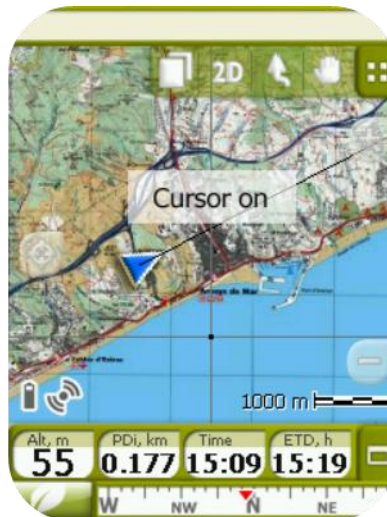 2D
Cursor on
1000 m
Alt, m
PDi, km
Time
ETD, h
55
0.177
15:09
15:19
W
NW
N
NE